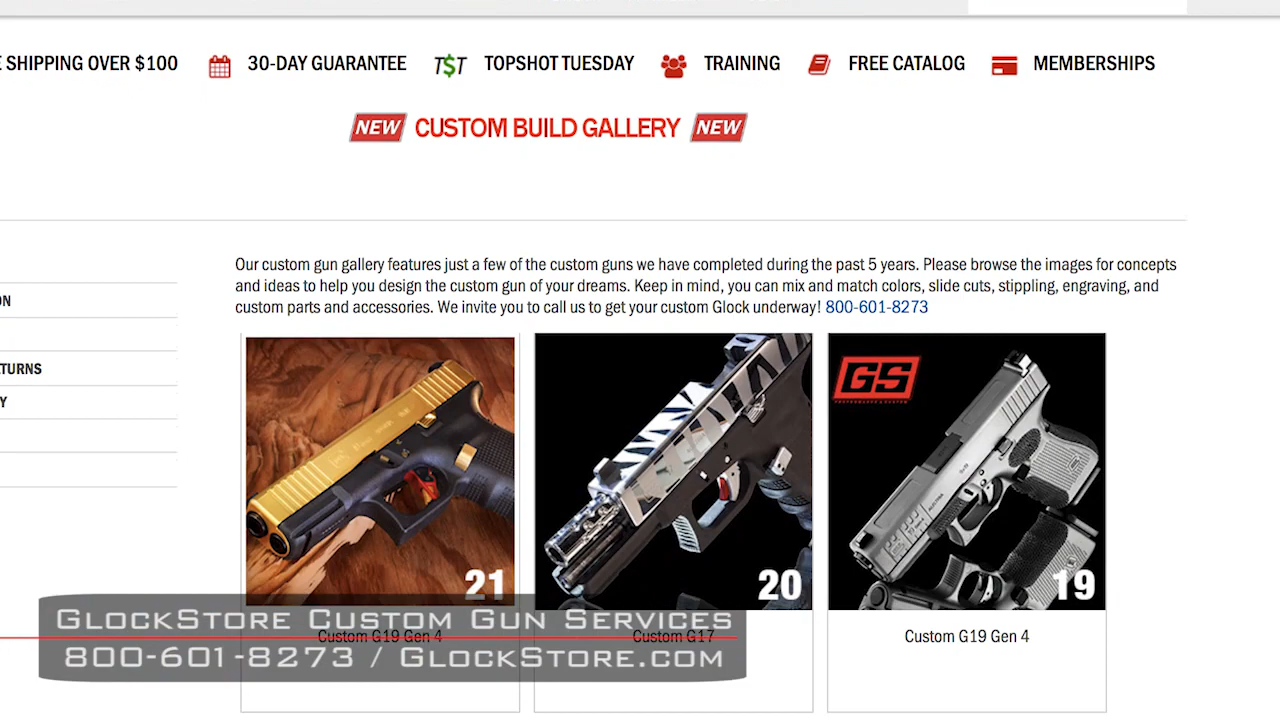 E SHIPPING OVER $100 30-DAY GUARANTEE T$T TOPSHOT TUESDAY TRAINING FREE CATALOG MEMBERSHIPS
NEW CUSTOM BUILD GALLERY NEW
ON
TURNS
Y
Our custom gun gallery features just a few of the custom guns we have completed during the past 5 years. Please browse the images for concepts
and ideas to help you design the custom gun of your dreams. Keep in mind, you can mix and match colors, slide cuts, stippling, engraving, and
custom parts and accessories. We invite you to call us to get your custom Glock underway! 800-601-8273
GS
21 20 19
Custom G19 Gen 4 Custom G17 Custom G19 Gen 4
GlockStore Custom Gun Services
800-601-8273 / GlockStore.com